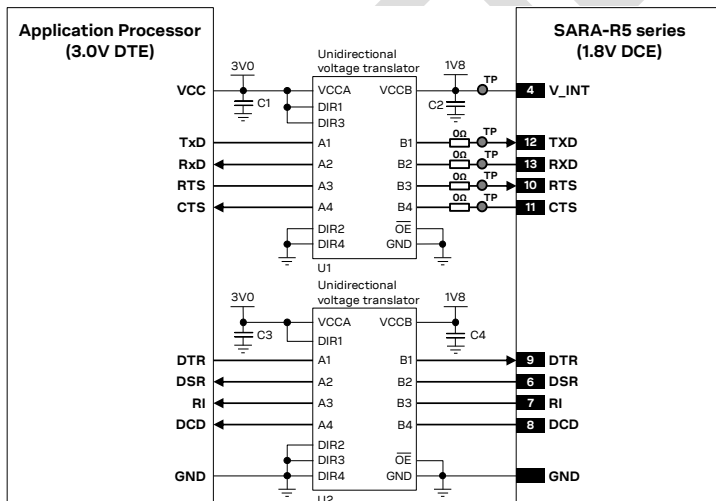 Application Processor
(3.0V DTE)
SARA-R5 series
(1.8V DCE)
Unidirectional
voltage translator
3V0
1V8
TP
VCC
VCCA
VCCB
4
V_INT
C1
DIR1
C2
DIR3
0Ω
TP
TxD
A1
B1
12
TXD
0Ω
TP
RxD
A2
B2
13
RXD
0Ω
TP
RTS
A3
B3
10
RTS
0Ω
TP
CTS
A4
B4
11
CTS
DIR2
OE
DIR4
GND
U1
Unidirectional
voltage translator
3V0
1V8
VCCA
VCCB
C3
DIR1
C4
DTR
A1
B1
9
DTR
DSR
A2
B2
6
DSR
RI
A3
B3
7
RI
DCD
A4
B4
8
DCD
DIR2
DIR3
OE
GND
DIR4
GND
GND
U2